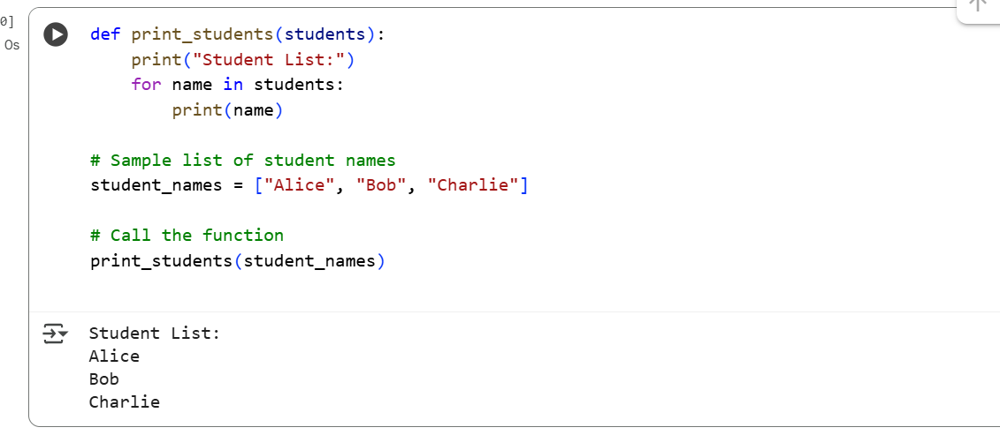 0]
0s
def print_students(students):
    print("Student List:")
    for name in students:
        print(name)
# Sample list of student names
student_names = ["Alice", "Bob", "Charlie"]
# Call the function
print_students(student_names)
Student List:
Alice
Bob
Charlie